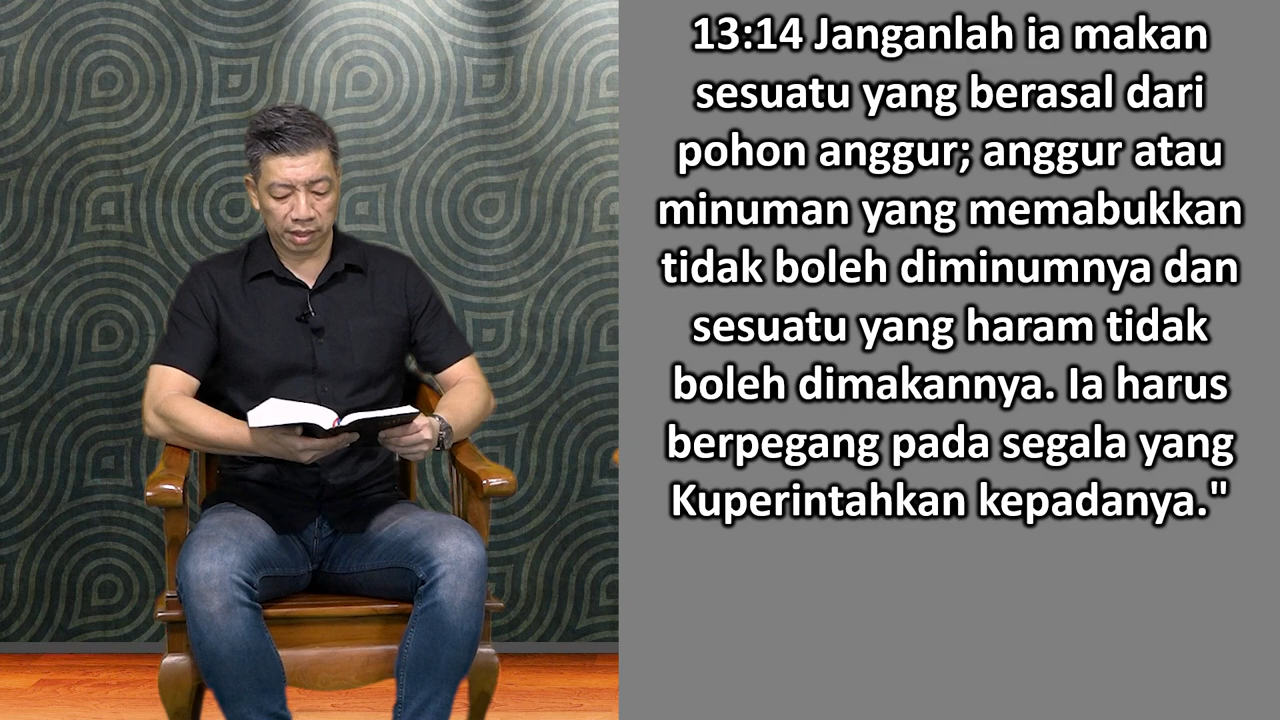 13:14 Janganlah ia makan
sesuatu yang berasal dari
pohon anggur; anggur atau
minuman yang memabukkan
tidak boleh diminumnya dan
sesuatu yang haram tidak
boleh dimakannya. Ia harus
berpegang pada segala yang
Kuperintahkan kepadanya."